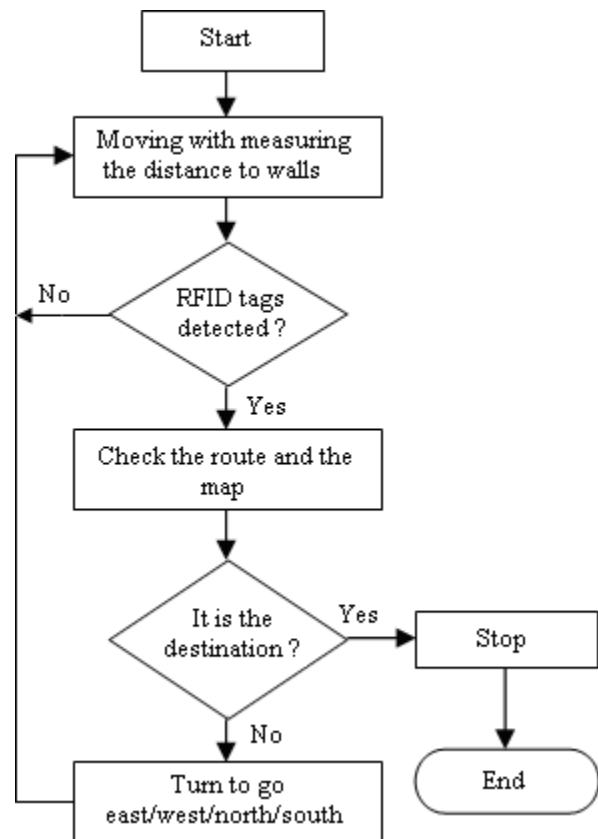 Start
Moving with measuring
the distance to walls
No
RFID tags
detected ?
Yes
Check the route and the
map
It is the
destination ?
Yes
Stop
No
Turn to go
east/west/north/south
End